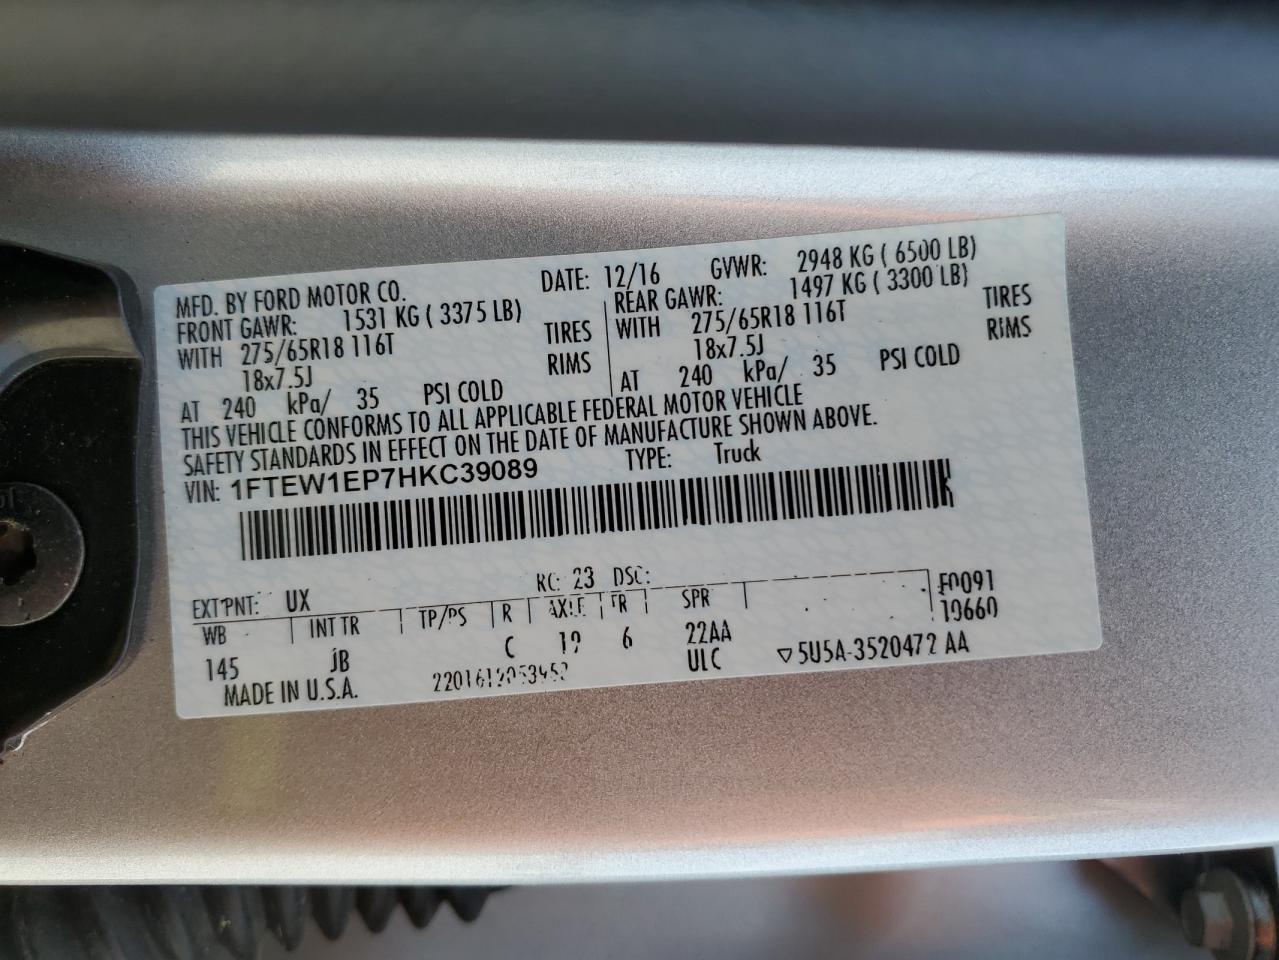 MFD. BY FORD MOTOR CO. DATE: 12/16 GVWR: 2948 KG ( 6500 LB)
FRONT GAWR: 1531 KG ( 3375 LB) REAR GAWR: 1497 KG ( 3300 LB)
WITH 275/65R18 116T TIRES WITH 275/65R18 116T TIRES
18x7.5J RIMS 18x7.5J RIMS
AT 240 kPa/ 35 PSI COLD AT 240 kPa/ 35 PSI COLD
THIS VEHICLE CONFORMS TO ALL APPLICABLE FEDERAL MOTOR VEHICLE
SAFETY STANDARDS IN EFFECT ON THE DATE OF MANUFACTURE SHOWN ABOVE.
VIN: 1FTEW1EP7HKC39089 TYPE: Truck
EXT PNT: UX RC: 23 DSC: F0091
WB INT TR TP/PS R AXLE TR SPR 10660
145 JB C 19 6 22AA
MADE IN U.S.A. ULC ▽5U5A-3520472 AA